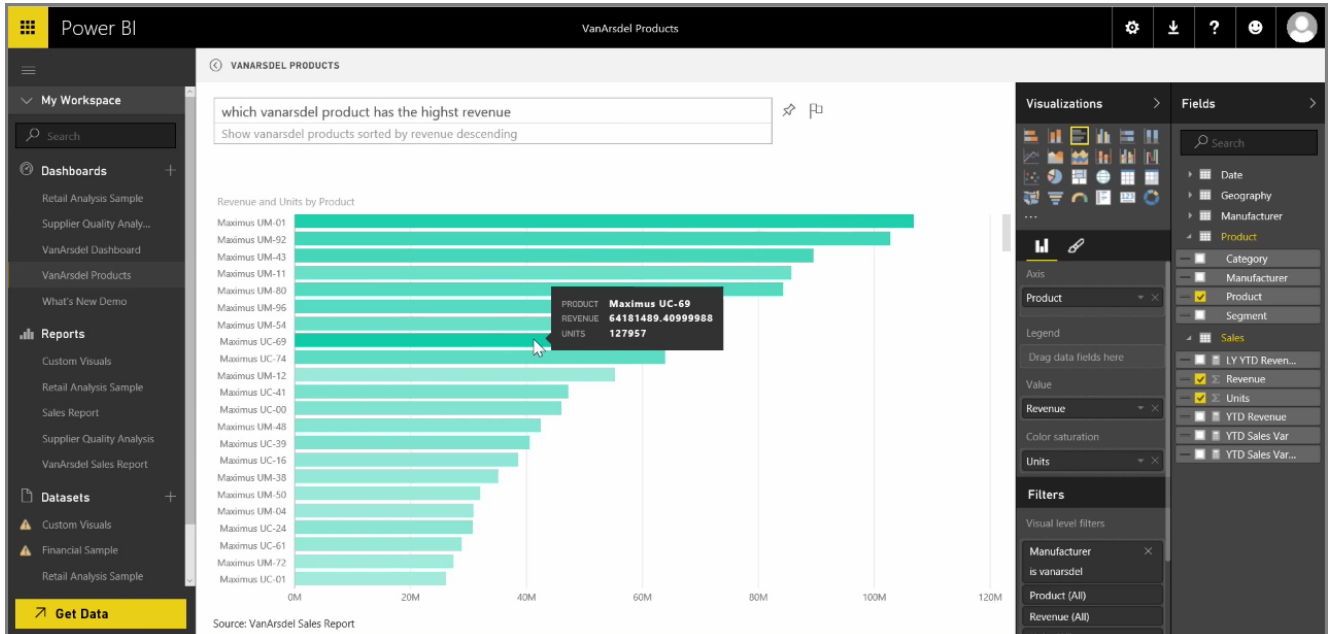 Power BI
VanArsdel Products
?
VANARSDEL PRODUCTS
My Workspace
Search
Dashboards
Retail Analysis Sample
Supplier Quality Analy...
VanArsdel Dashboard
VanArsdel Products
What's New Demo
Reports
Custom Visuals
Retail Analysis Sample
Sales Report
Supplier Quality Analysis
VanArsdel Sales Report
Datasets
Custom Visuals
Financial Sample
Retail Analysis Sample
Get Data
which vanarsdel product has the highst revenue
Show vanarsdel products sorted by revenue descending
Revenue and Units by Product
Maximus UM-01
Maximus UM-92
Maximus UM-43
Maximus UM-11
Maximus UM-80
Maximus UM-96
Maximus UM-54
Maximus UC-69
Maximus UC-74
Maximus UM-12
Maximus UC-41
Maximus UC-00
Maximus UM-48
Maximus UC-39
Maximus UC-16
Maximus UM-38
Maximus UM-50
Maximus UM-04
Maximus UC-24
Maximus UC-61
Maximus UM-72
Maximus UC-01
PRODUCT Maximus UC-69
REVENUE 64181489.40999988
UNITS 127957
0M 20M 40M 60M 80M 100M 120M
Source: VanArsdel Sales Report
Visualizations
...
Axis
Product
Legend
Drag data fields here
Value
Revenue
Color saturation
Units
Filters
Visual level filters
Manufacturer
is vanarsdel
Product (All)
Revenue (All)
Fields
Search
Date
Geography
Manufacturer
Product
Category
Manufacturer
Product
Segment
Sales
LY YTD Reven...
Revenue
Units
YTD Revenue
YTD Sales Var
YTD Sales Var...